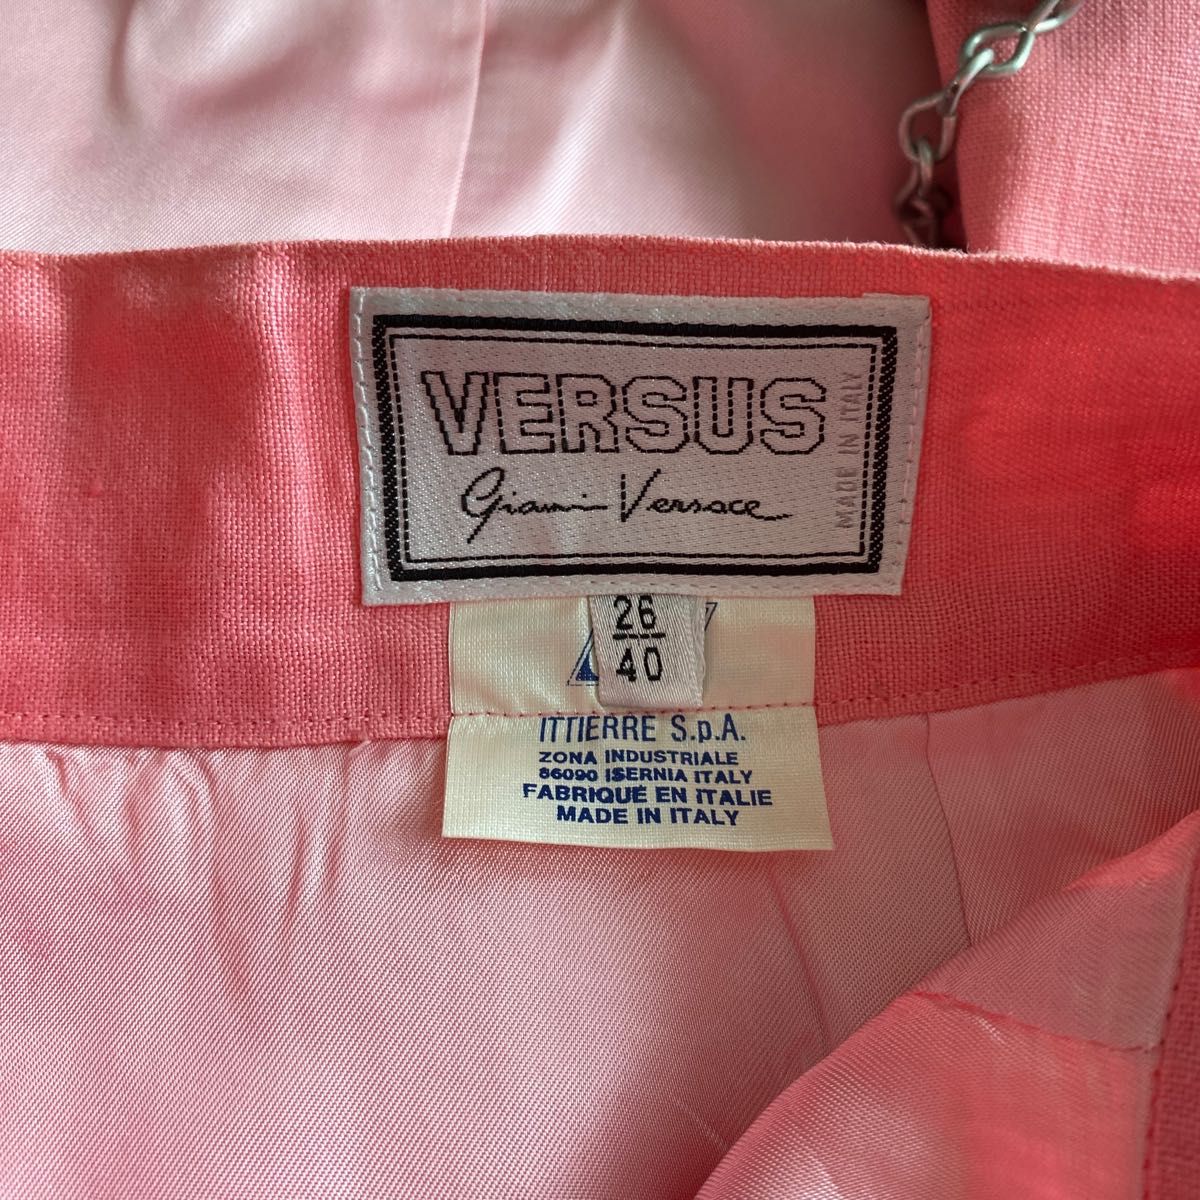 VERSUS
Gianni Versace
MADE IN ITALY
26
40
ITTIERRE S.p.A.
ZONA INDUSTRIALE
86090 ISERNIA ITALY
FABRIQUÉ EN ITALIE
MADE IN ITALY